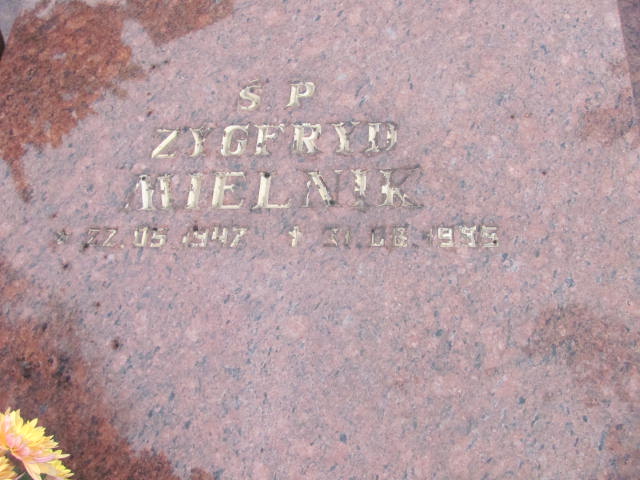 Ś. P
ZYGFRYD
MIELNIK
* 22.05.1947 † 31.08.1995